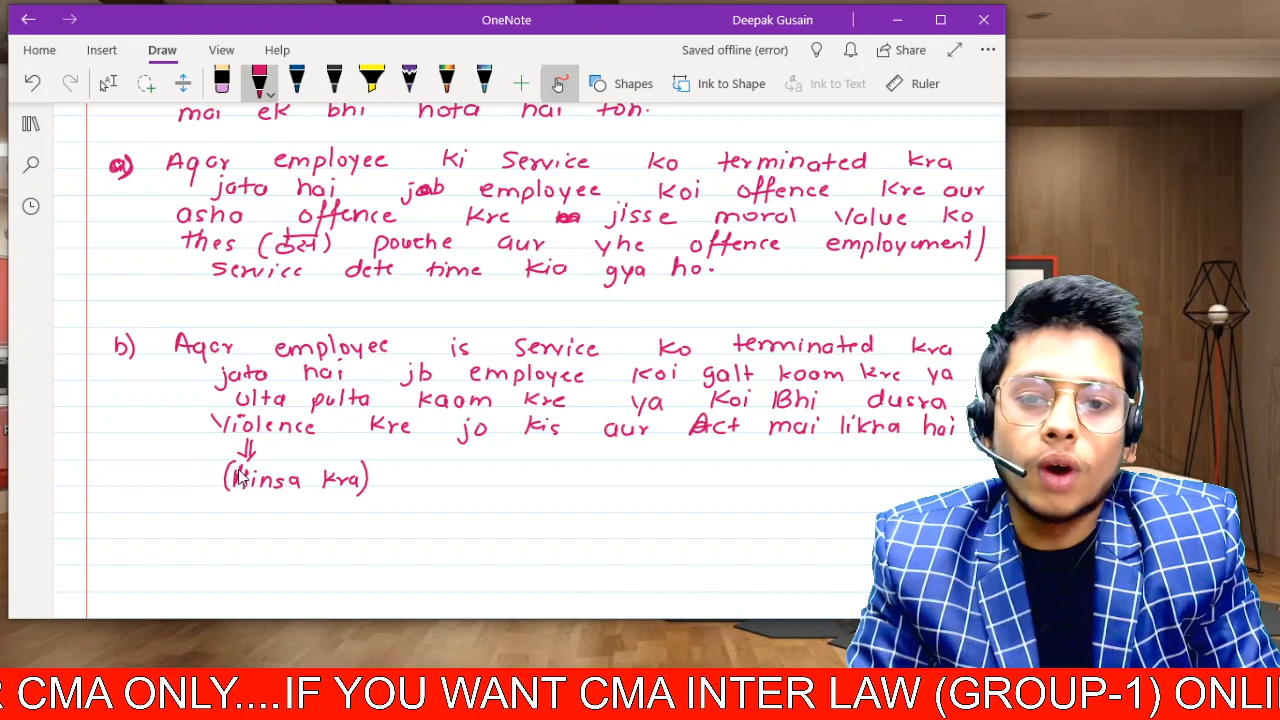 OneNote
Deepak Gusain
Home Insert Draw View Help
Saved offline (error)
Share
Shapes
Ink to Shape
Ink to Text
Ruler
mai ek bhi hota hai toh.
a) Agar employee ki Service ko terminated kra
jata hai job employee koi offence kre aur
asha offence kre jisse moral value ko
thes (ठेस) pouche aur yhe offence employument)
service dete time kia gya ho.
b) Agar employee is Service ko terminated kra
jata hai jb employee koi galt kaam kre ya
ulta pulta kaam kre ya koi Bhi dusra
Violence kre jo kis aur Act mai likha hai
(hinsa kra)
R CMA ONLY....IF YOU WANT CMA INTER LAW (GROUP-1) ONLI